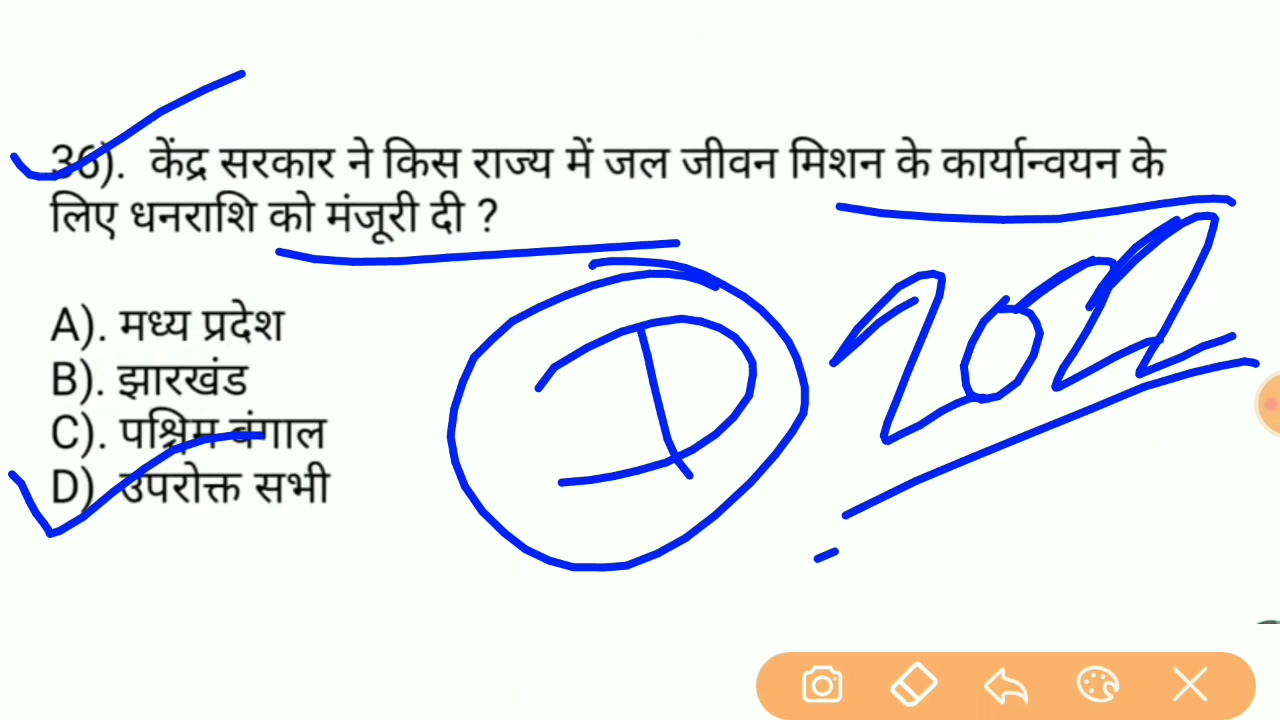 36). केंद्र सरकार ने किस राज्य में जल जीवन मिशन के कार्यान्वयन के
लिए धनराशि को मंजूरी दी ?
A). मध्य प्रदेश
B). झारखंड
C). पश्चिम बंगाल
D). उपरोक्त सभी
D
2022